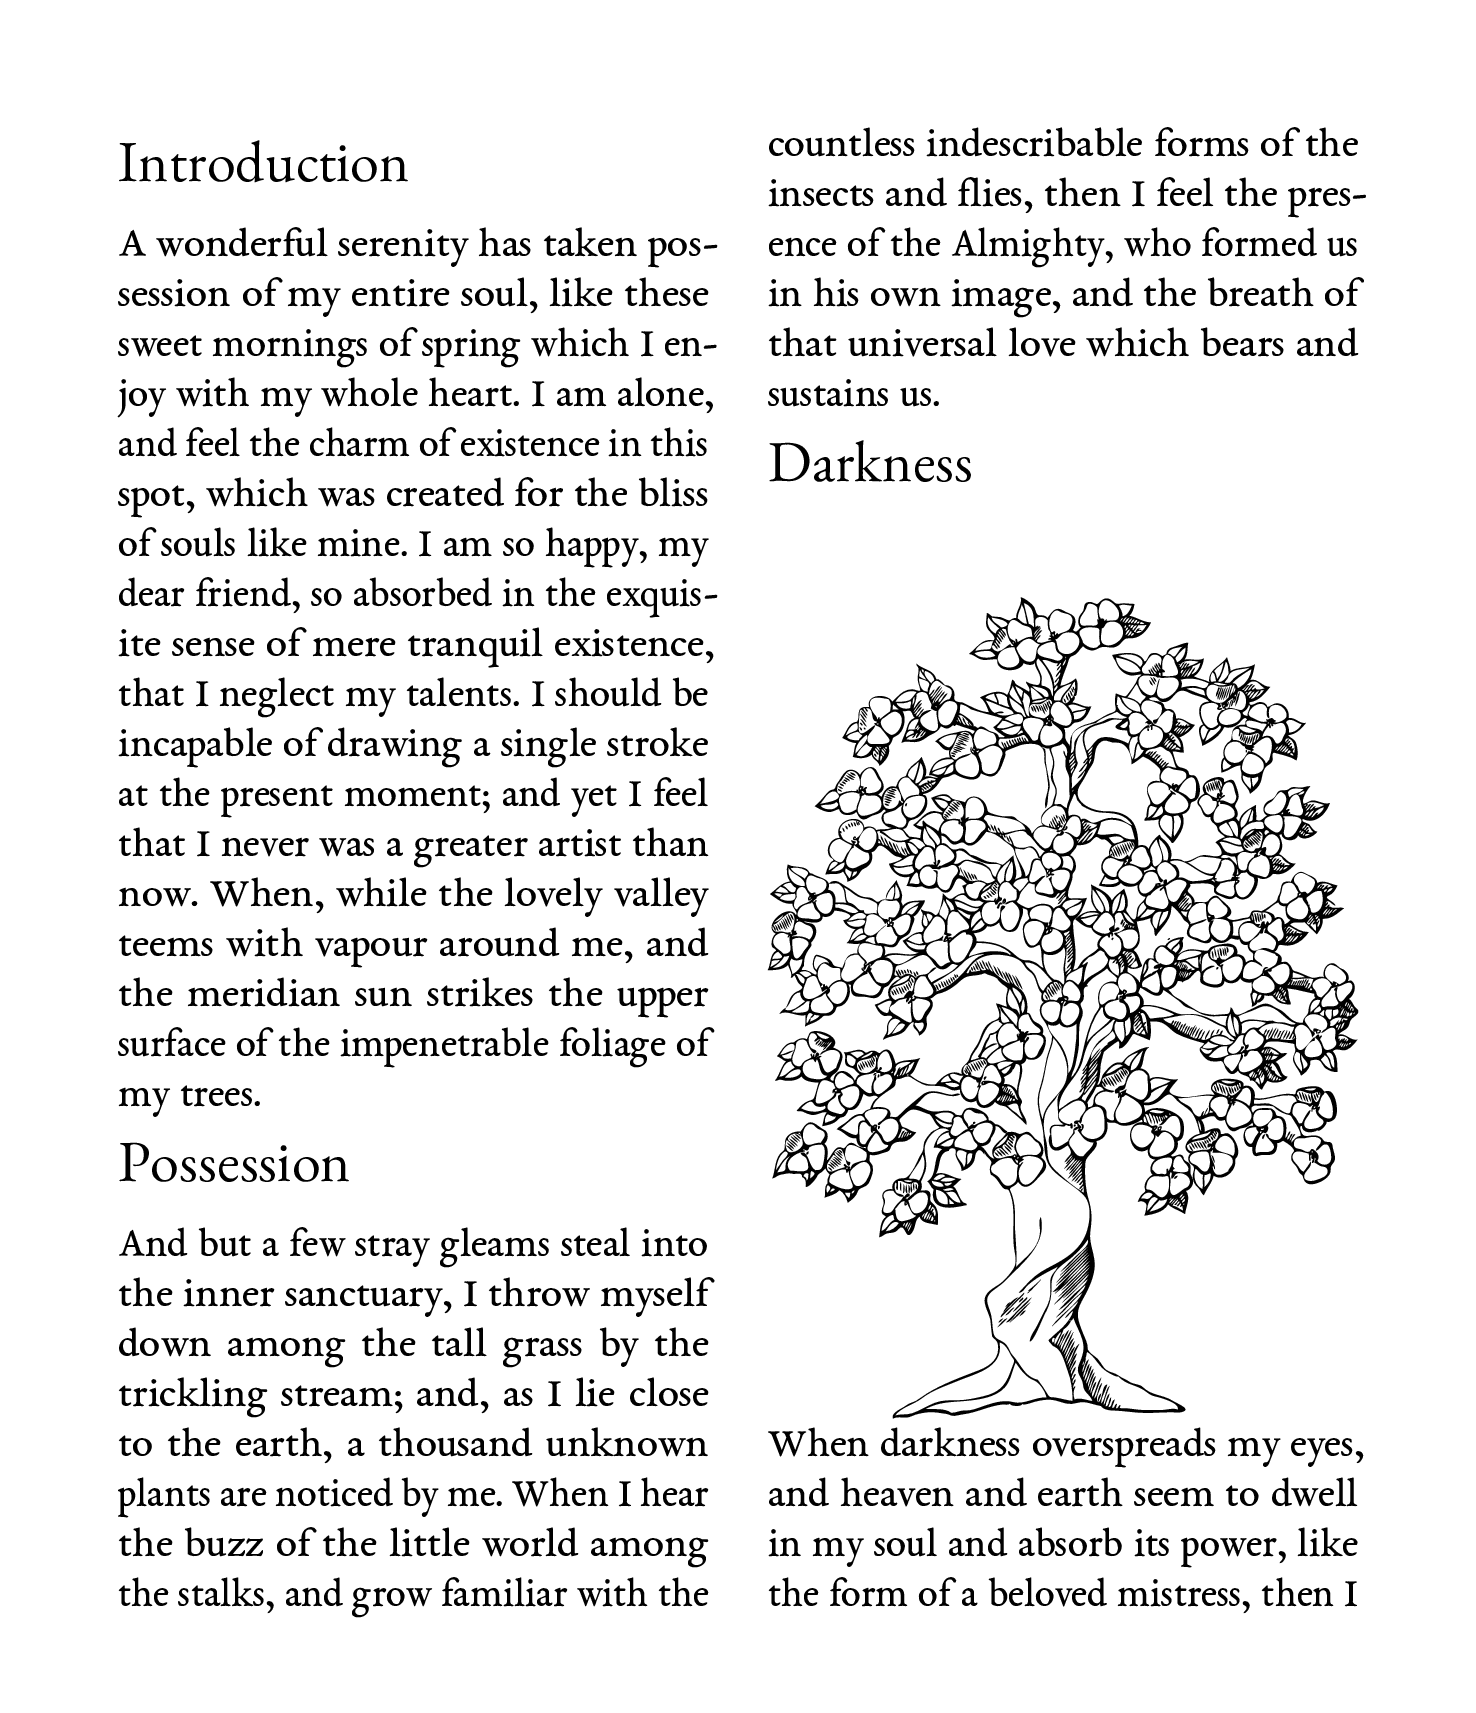 Introduction
A wonderful serenity has taken pos-
session of my entire soul, like these
sweet mornings of spring which I en-
joy with my whole heart. I am alone,
and feel the charm of existence in this
spot, which was created for the bliss
of souls like mine. I am so happy, my
dear friend, so absorbed in the exquis-
ite sense of mere tranquil existence,
that I neglect my talents. I should be
incapable of drawing a single stroke
at the present moment; and yet I feel
that I never was a greater artist than
now. When, while the lovely valley
teems with vapour around me, and
the meridian sun strikes the upper
surface of the impenetrable foliage of
my trees.
Possession
And but a few stray gleams steal into
the inner sanctuary, I throw myself
down among the tall grass by the
trickling stream; and, as I lie close
to the earth, a thousand unknown
plants are noticed by me. When I hear
the buzz of the little world among
the stalks, and grow familiar with the
countless indescribable forms of the
insects and flies, then I feel the pres-
ence of the Almighty, who formed us
in his own image, and the breath of
that universal love which bears and
sustains us.
Darkness
When darkness overspreads my eyes,
and heaven and earth seem to dwell
in my soul and absorb its power, like
the form of a beloved mistress, then I